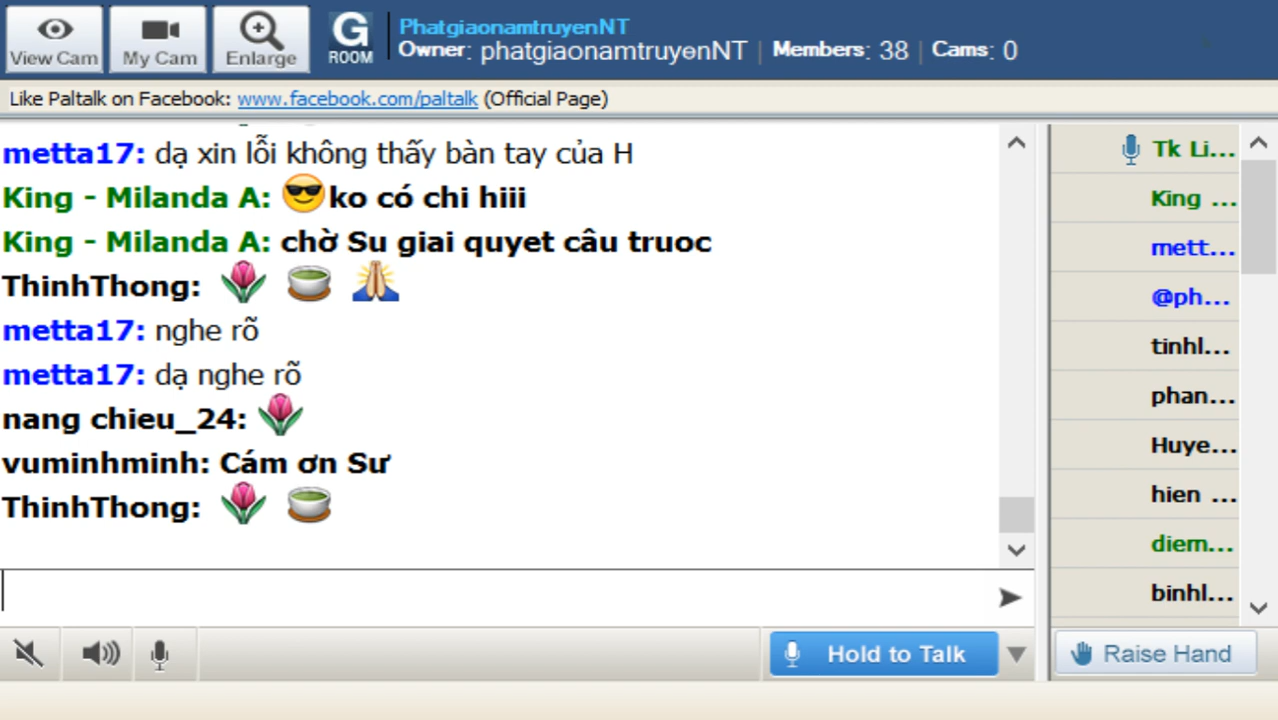 View Cam
My Cam
Enlarge
G
ROOM
PhatgiaonamtruyenNT
Owner: phatgiaonamtruyenNT | Members: 38 | Cams: 0
Like Paltalk on Facebook: www.facebook.com/paltalk (Official Page)
metta17: dạ xin lỗi không thấy bàn tay của H
King - Milanda A: ko có chi hiii
King - Milanda A: chờ Su giai quyet câu truoc
ThinhThong:
metta17: nghe rõ
metta17: dạ nghe rõ
nang chieu_24:
vuminhminh: Cám ơn Sư
ThinhThong:
Tk Li...
King ...
mett...
@ph...
tinhl...
phan...
Huye...
hien ...
diem...
binhl...
Hold to Talk
Raise Hand